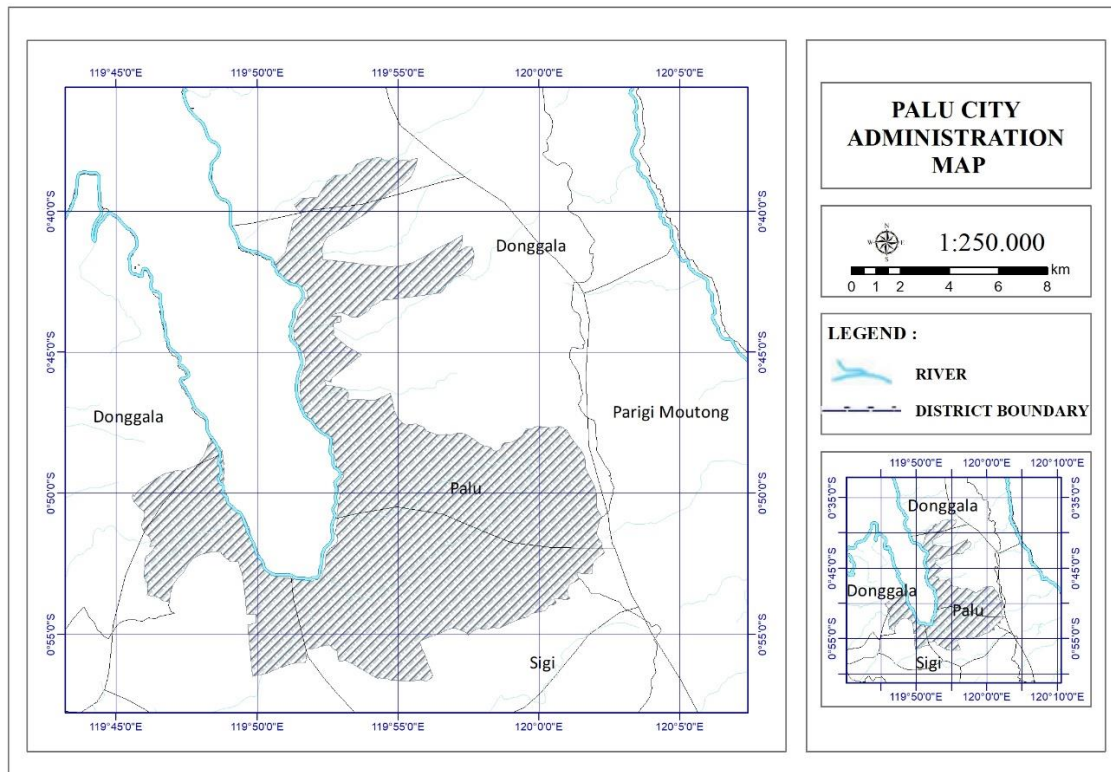 119°45'0"E 119°50'0"E 119°55'0"E 120°0'0"E 120°5'0"E
0°40'0"S 0°40'0"S
Donggala
0°45'0"S 0°45'0"S
Donggala Parigi Moutong
Palu
0°50'0"S 0°50'0"S
0°55'0"S 0°55'0"S
Sigi
119°45'0"E 119°50'0"E 119°55'0"E 120°0'0"E 120°5'0"E
PALU CITY
ADMINISTRATION
MAP
N
W E
S
1:250.000
km
0 1 2 4 6 8
LEGEND :
RIVER
DISTRICT BOUNDARY
119°50'0"E 120°0'0"E 120°10'0"E
0°35'0"S 0°35'0"S
Donggala
0°45'0"S 0°45'0"S
Donggala
Palu
0°55'0"S 0°55'0"S
Sigi
119°50'0"E 120°0'0"E 120°10'0"E